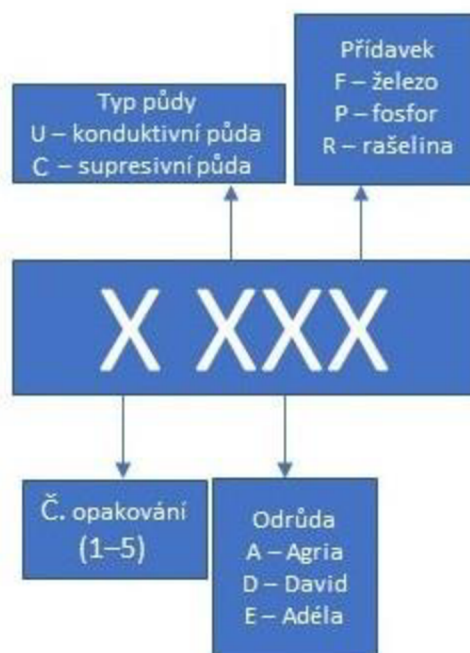 Typ půdy
U – konduktivní půda
C – supresivní půda
Přídavek
F – železo
P – fosfor
R – rašelina
X XXX
Č. opakování
(1–5)
Odrůda
A – Agria
D – David
E – Adéla